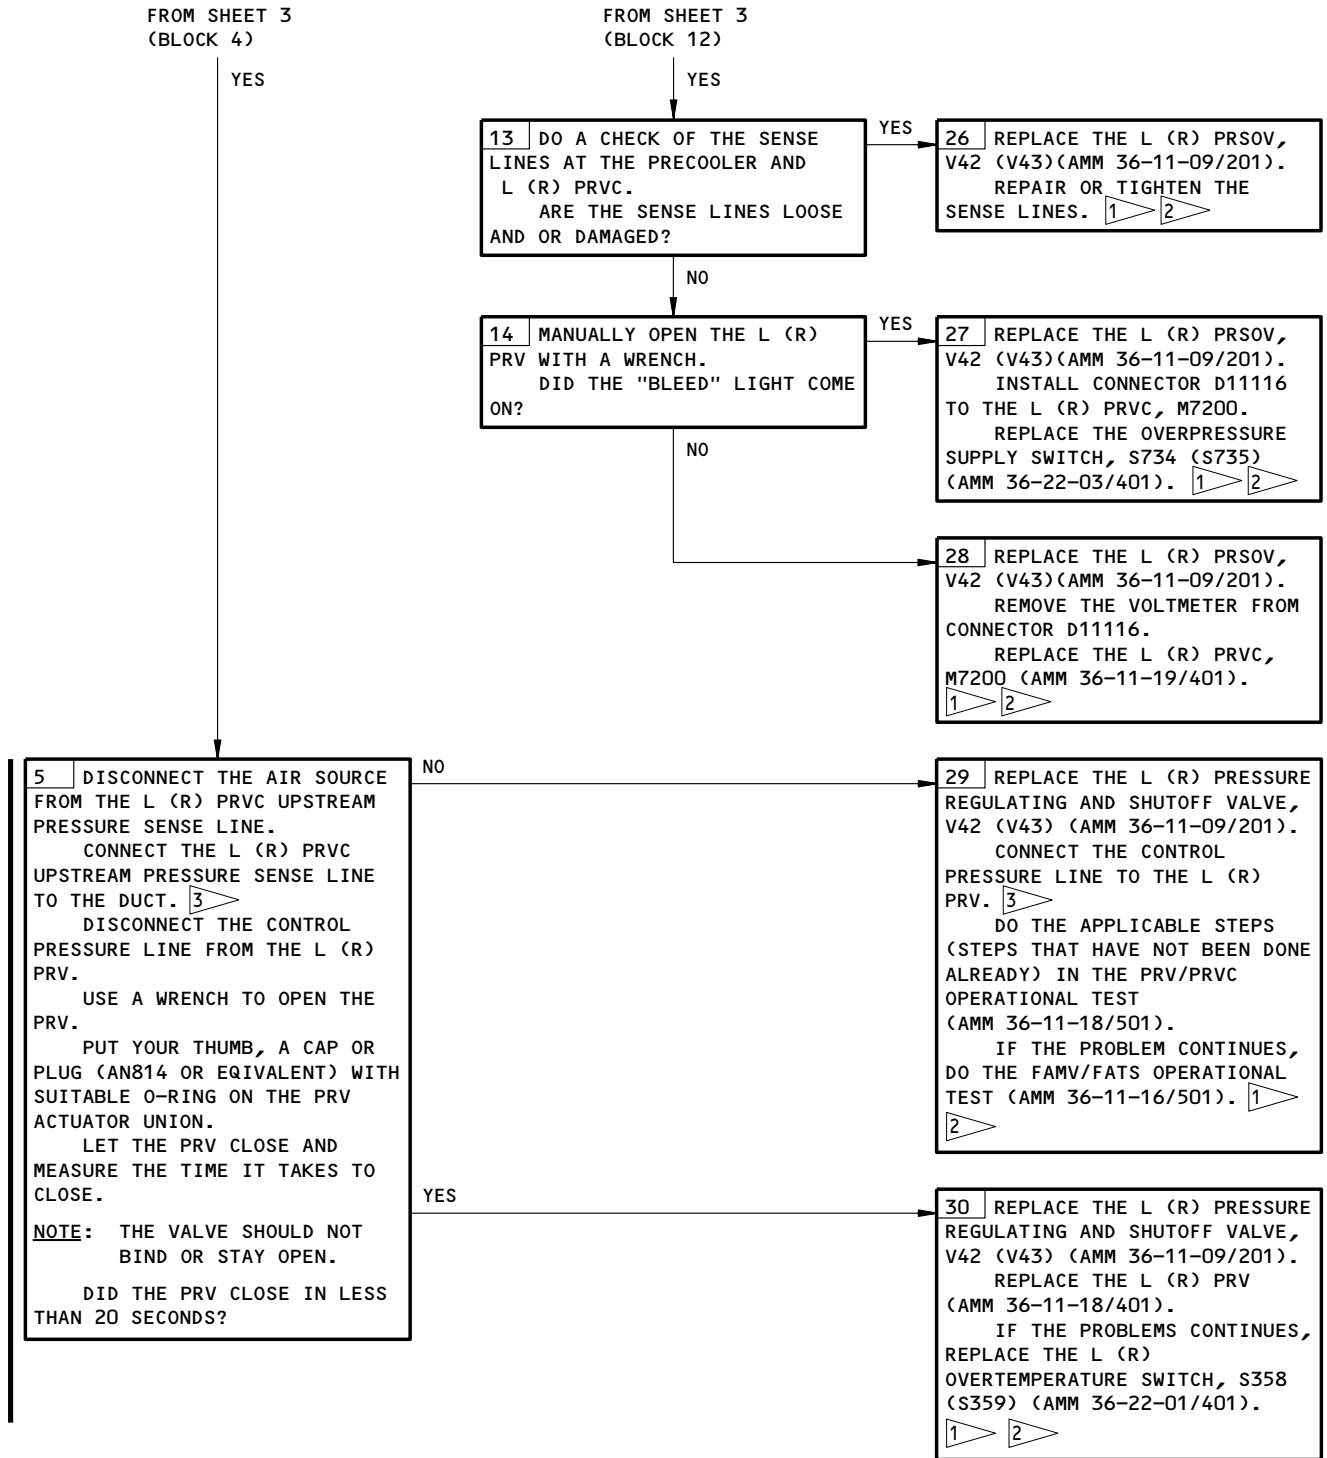 FROM SHEET 3
(BLOCK 4)
YES
FROM SHEET 3
(BLOCK 12)
YES
13 DO A CHECK OF THE SENSE
LINES AT THE PRECOOLER AND
L (R) PRVC.
ARE THE SENSE LINES LOOSE
AND OR DAMAGED?
YES
26 REPLACE THE L (R) PRSOV,
V42 (V43)(AMM 36-11-09/201).
REPAIR OR TIGHTEN THE
SENSE LINES. 1 2
NO
14 MANUALLY OPEN THE L (R)
PRV WITH A WRENCH.
DID THE "BLEED" LIGHT COME
ON?
YES
27 REPLACE THE L (R) PRSOV,
V42 (V43)(AMM 36-11-09/201).
INSTALL CONNECTOR D11116
TO THE L (R) PRVC, M7200.
REPLACE THE OVERPRESSURE
SUPPLY SWITCH, S734 (S735)
(AMM 36-22-03/401). 1 2
NO
28 REPLACE THE L (R) PRSOV,
V42 (V43)(AMM 36-11-09/201).
REMOVE THE VOLTMETER FROM
CONNECTOR D11116.
REPLACE THE L (R) PRVC,
M7200 (AMM 36-11-19/401).
1 2
5 DISCONNECT THE AIR SOURCE
FROM THE L (R) PRVC UPSTREAM
PRESSURE SENSE LINE.
CONNECT THE L (R) PRVC
UPSTREAM PRESSURE SENSE LINE
TO THE DUCT. 3
DISCONNECT THE CONTROL
PRESSURE LINE FROM THE L (R)
PRV.
USE A WRENCH TO OPEN THE
PRV.
PUT YOUR THUMB, A CAP OR
PLUG (AN814 OR EQIVALENT) WITH
SUITABLE O-RING ON THE PRV
ACTUATOR UNION.
LET THE PRV CLOSE AND
MEASURE THE TIME IT TAKES TO
CLOSE.
NOTE: THE VALVE SHOULD NOT
BIND OR STAY OPEN.
DID THE PRV CLOSE IN LESS
THAN 20 SECONDS?
NO
29 REPLACE THE L (R) PRESSURE
REGULATING AND SHUTOFF VALVE,
V42 (V43) (AMM 36-11-09/201).
CONNECT THE CONTROL
PRESSURE LINE TO THE L (R)
PRV. 3
DO THE APPLICABLE STEPS
(STEPS THAT HAVE NOT BEEN DONE
ALREADY) IN THE PRV/PRVC
OPERATIONAL TEST
(AMM 36-11-18/501).
IF THE PROBLEM CONTINUES,
DO THE FAMV/FATS OPERATIONAL
TEST (AMM 36-11-16/501). 1
2
YES
30 REPLACE THE L (R) PRESSURE
REGULATING AND SHUTOFF VALVE,
V42 (V43) (AMM 36-11-09/201).
REPLACE THE L (R) PRV
(AMM 36-11-18/401).
IF THE PROBLEMS CONTINUES,
REPLACE THE L (R)
OVERTEMPERATURE SWITCH, S358
(S359) (AMM 36-22-01/401).
1 2